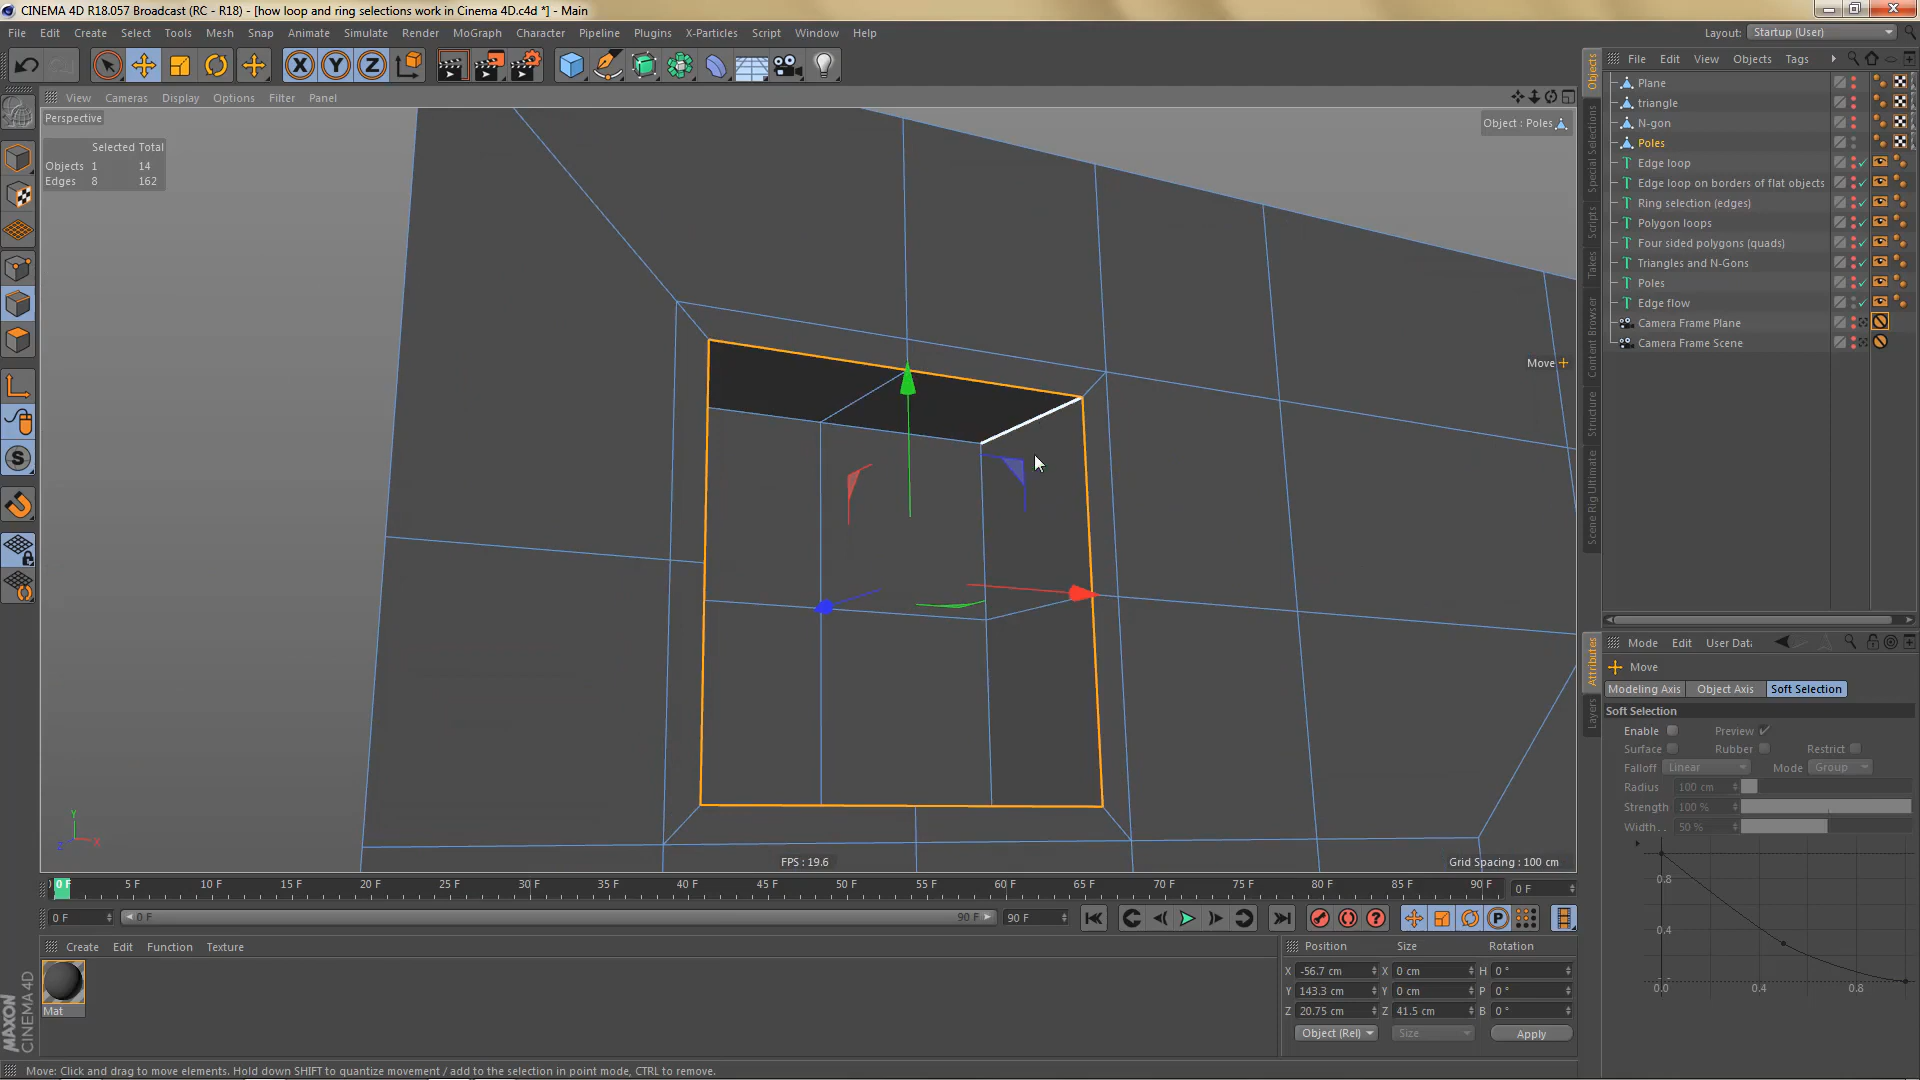 CINEMA 4D R18.057 Broadcast (RC - R18) - [how loop and ring selections work in Cinema 4D.c4d *] - Main
File Edit Create Select Tools Mesh Snap Animate Simulate Render MoGraph Character Pipeline Plugins X-Particles Script Window Help
Layout: Startup (User)
View Cameras Display Options Filter Panel
Perspective
Object : Poles
Selected Total
Objects 1 14
Edges 8 162
Move
FPS : 19.6
Grid Spacing : 100 cm
Y
X
Z
File Edit View Objects Tags
Plane
triangle
N-gon
Poles
Edge loop
Edge loop on borders of flat objects
Ring selection (edges)
Polygon loops
Four sided polygons (quads)
Triangles and N-Gons
Poles
Edge flow
Camera Frame Plane
Camera Frame Scene
Objects
Special Selections
Scripts
Takes
Content Browser
Structure
Scene Rig Ultimate
Attributes
Layers
Mode Edit User Data
Move
Modeling Axis Object Axis Soft Selection
Soft Selection
Enable Preview
Surface Rubber Restrict
Falloff Linear Mode Group
Radius 100 cm
Strength 100 %
Width . . 50 %
0.8
0.4
0.0 0.4 0.8
0 F 5 F 10 F 15 F 20 F 25 F 30 F 35 F 40 F 45 F 50 F 55 F 60 F 65 F 70 F 75 F 80 F 85 F 90 F 0 F
0 F 0 F 90 F 90 F
Create Edit Function Texture
Mat
MAXON
CINEMA 4D
Position Size Rotation
X -56.7 cm X 0 cm H 0 °
Y 143.3 cm Y 0 cm P 0 °
Z 20.75 cm Z 41.5 cm B 0 °
Object (Rel) Size Apply
Move: Click and drag to move elements. Hold down SHIFT to quantize movement / add to the selection in point mode, CTRL to remove.